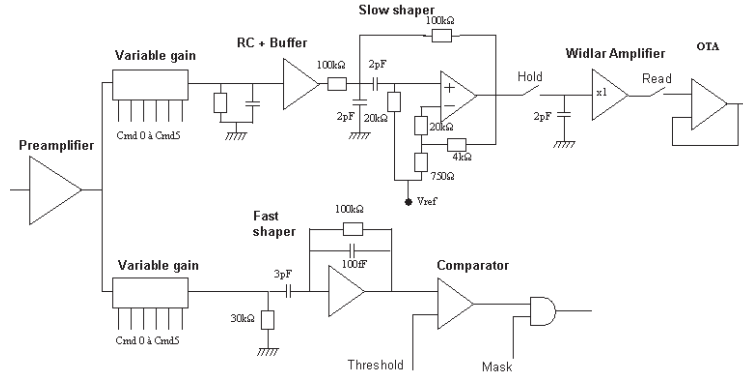 Slow shaper
100kΩ
Variable gain
RC + Buffer
100kΩ
2pF
Widlar Amplifier
OTA
Hold
Read
x1
+
−
Cmd 0 à Cmd5
2pF
20kΩ
20kΩ
4kΩ
2pF
750Ω
Vref
Preamplifier
Fast
shaper
100kΩ
100fF
Variable gain
3pF
Comparator
30kΩ
Cmd 0 à Cmd5
Threshold
Mask